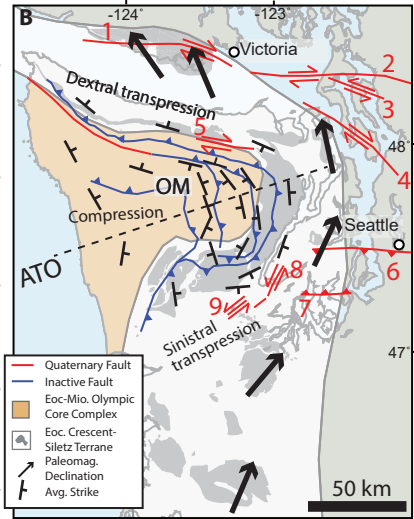 -124
-123
B
1
Victoria
2
Dextral transpression
3
5
48
4
OM
Compression
Seattle
ATO
6
8
7
9
Sinistral
transpression
47
Quaternary Fault
Inactive Fault
Eoc-Mio. Olympic
Core Complex
Eoc. Crescent-
Siletz Terrane
Paleomag.
Declination
Avg. Strike
50 km